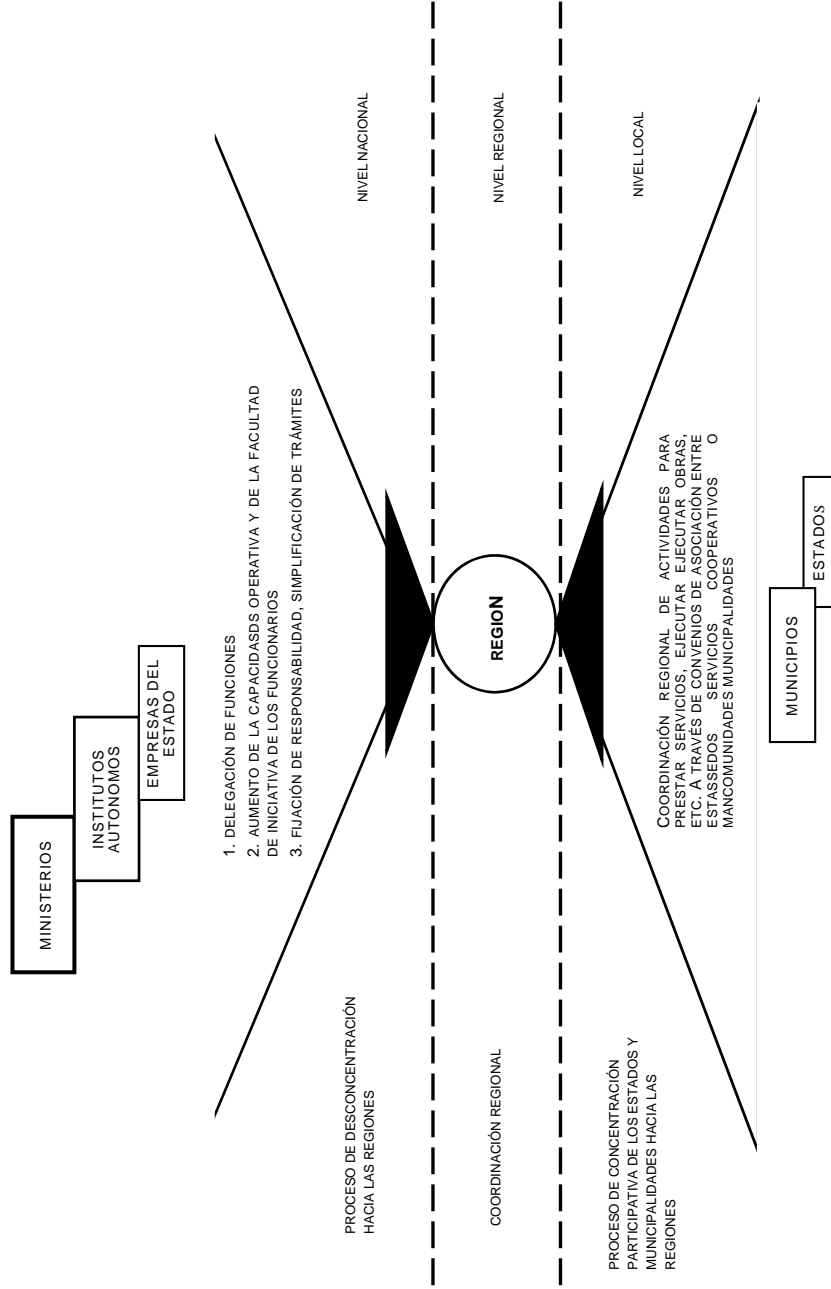 MINISTERIOS
INSTITUTOS
AUTONOMOS
EMPRESAS DEL
ESTADO
1. DELEGACIÓN DE FUNCIONES
2. AUMENTO DE LA CAPACIDASDS OPERATIVA Y DE LA FACULTAD
DE INICIATIVA DE LOS FUNCIONARIOS
3. FIJACIÓN DE RESPONSABILIDAD, SIMPLIFICACIÓN DE TRÁMITES
PROCESO DE DESCONCENTRACIÓN
HACIA LAS REGIONES
NIVEL NACIONAL
COORDINACIÓN REGIONAL
REGION
NIVEL REGIONAL
PROCESO DE CONCENTRACIÓN
PARTICIPATIVA DE LOS ESTADOS Y
MUNICIPALIDADES HACIA LAS
REGIONES
NIVEL LOCAL
COORDINACIÓN REGIONAL DE ACTIVIDADES PARA
PRESTAR SERVICIOS, EJECUTAR EJECUTAR OBRAS,
ETC. A TRAVÉS DE CONVENIOS DE ASOCIACIÓN ENTRE
ESTASSEDOS SERVICIOS COOPERATIVOS O
MANCOMUNIDADES MUNICIPALIDADES
MUNICIPIOS
ESTADOS